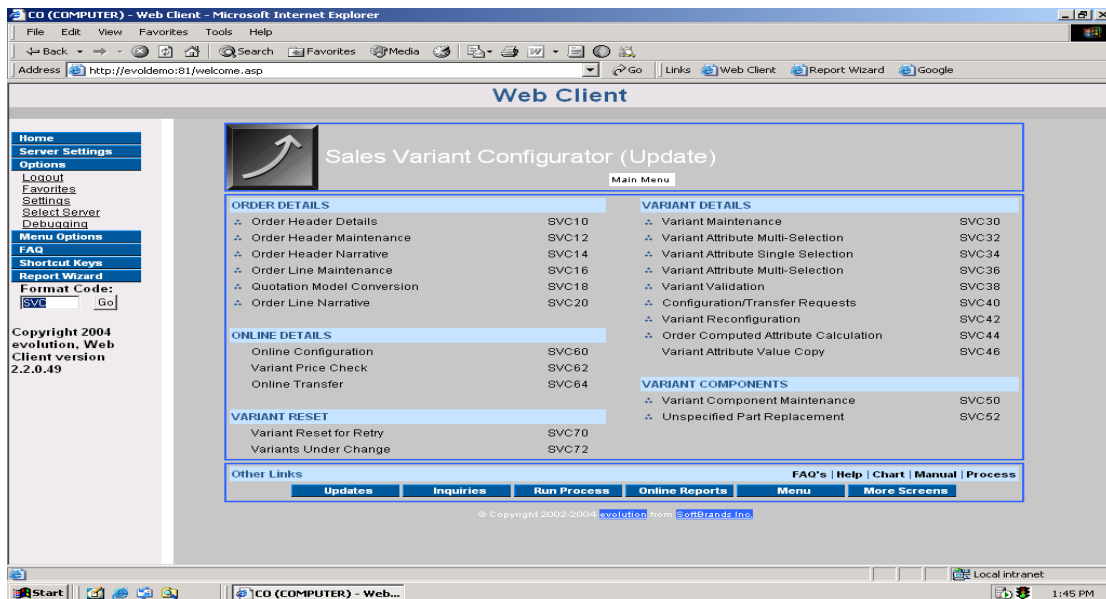 CO (COMPUTER) - Web Client - Microsoft Internet Explorer
File Edit View Favorites Tools Help
Back Search Favorites Media
Address http://evoldemo:81/welcome.asp Go Links Web Client Report Wizard Google
Web Client
Home
Server Settings
Options
Logout
Favorites
Settings
Select Server
Debugging
Menu Options
FAQ
Shortcut Keys
Report Wizard
Format Code:
SVC Go
Copyright 2004
evolution, Web
Client version
2.2.0.49
Sales Variant Configurator (Update)
Main Menu
ORDER DETAILS
Order Header Details SVC10
Order Header Maintenance SVC12
Order Header Narrative SVC14
Order Line Maintenance SVC16
Quotation Model Conversion SVC18
Order Line Narrative SVC20
ONLINE DETAILS
Online Configuration SVC60
Variant Price Check SVC62
Online Transfer SVC64
VARIANT RESET
Variant Reset for Retry SVC70
Variants Under Change SVC72
VARIANT DETAILS
Variant Maintenance SVC30
Variant Attribute Multi-Selection SVC32
Variant Attribute Single Selection SVC34
Variant Attribute Multi-Selection SVC36
Variant Validation SVC38
Configuration/Transfer Requests SVC40
Variant Reconfiguration SVC42
Order Computed Attribute Calculation SVC44
Variant Attribute Value Copy SVC46
VARIANT COMPONENTS
Variant Component Maintenance SVC50
Unspecified Part Replacement SVC52
Other Links FAQ's | Help | Chart | Manual | Process
Updates Inquiries Run Process Online Reports Menu More Screens
© Copyright 2002-2004 evolution from SoftBrands Inc.
Local intranet
Start CO (COMPUTER) - Web... 1:45 PM